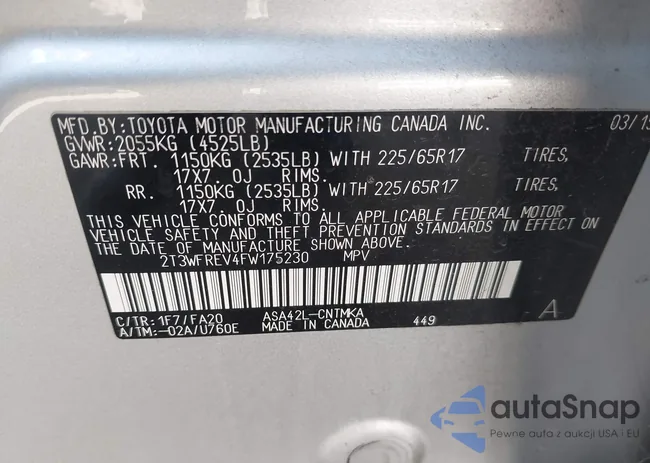 MFD.BY:TOYOTA MOTOR MANUFACTURING CANADA INC. 03/15
GVWR:2055KG (4525LB)
GAWR:FRT. 1150KG (2535LB) WITH 225/65R17 TIRES,
17X7.0J RIMS.
RR. 1150KG (2535LB) WITH 225/65R17 TIRES,
17X7.0J RIMS.
THIS VEHICLE CONFORMS TO ALL APPLICABLE FEDERAL MOTOR
VEHICLE SAFETY AND THEFT PREVENTION STANDARDS IN EFFECT ON
THE DATE OF MANUFACTURE SHOWN ABOVE.
2T3WFREV4FW175230 MPV
C/TR:1F7/FA20 ASA42L-CNTMKA A
A/TM:-02A/U760E MADE IN CANADA 449
autoSnap
Pewne auta z aukcji USA i EU